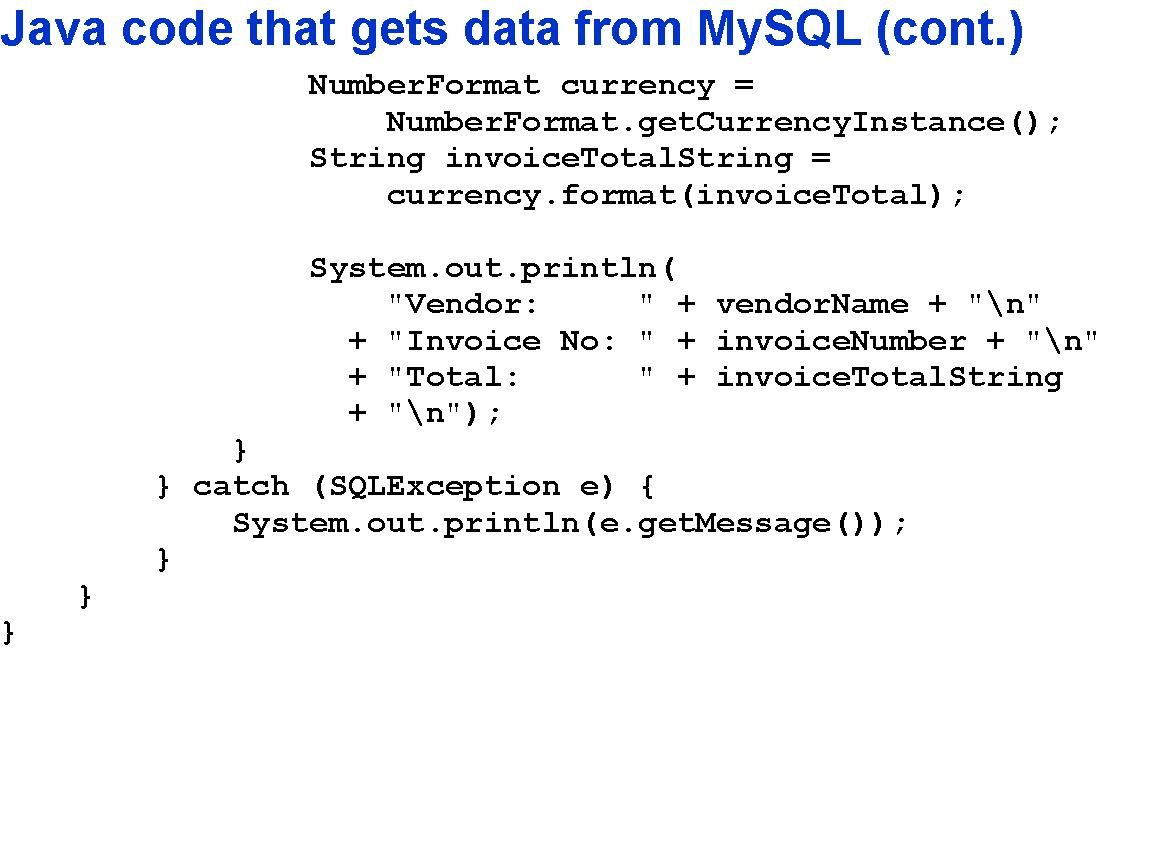 Java code that gets data from MySQL (cont.)
NumberFormat currency =
NumberFormat.getCurrencyInstance();
String invoiceTotalString =
currency.format(invoiceTotal);
System.out.println(
"Vendor:     " + vendorName + "\n"
+ "Invoice No: " + invoiceNumber + "\n"
+ "Total:      " + invoiceTotalString
+ "\n");
}
} catch (SQLException e) {
System.out.println(e.getMessage());
}
}
}